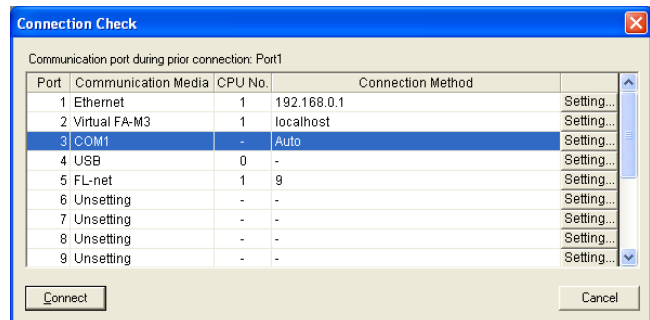 Connection Check
Communication port during prior connection: Port1
Port Communication Media CPU No. Connection Method
1 Ethernet 1 192.168.0.1 Setting...
2 Virtual FA-M3 1 localhost Setting...
3 COM1 - Auto Setting...
4 USB 0 - Setting...
5 FL-net 1 9 Setting...
6 Unsetting - - Setting...
7 Unsetting - - Setting...
8 Unsetting - - Setting...
9 Unsetting - - Setting...
Connect Cancel